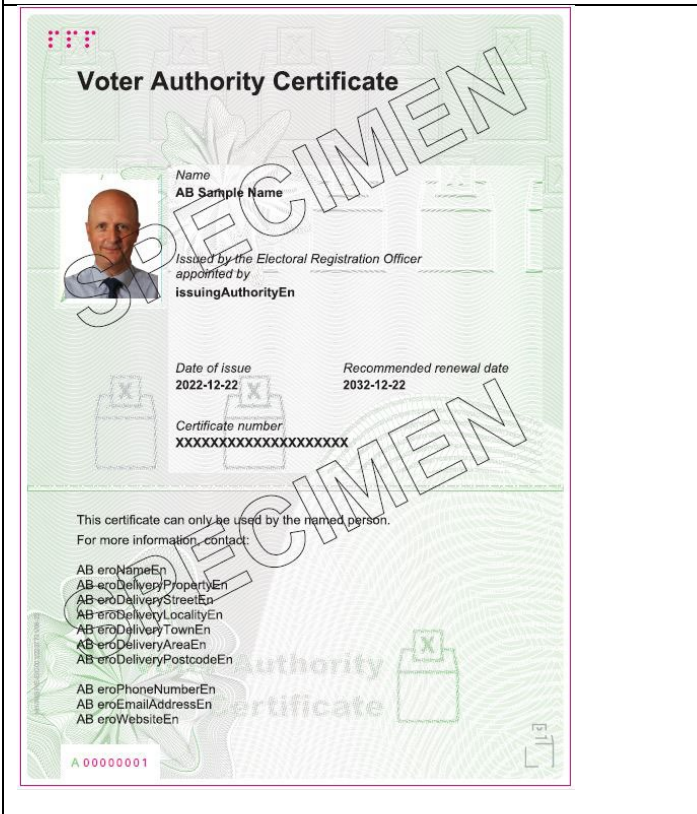 Voter Authority Certificate
Name
AB Sample Name
Issued by the Electoral Registration Officer
appointed by
issuingAuthorityEn
Date of issue
Recommended renewal date
2022-12-22
2032-12-22
Certificate number
XXXXXXXXXXXXXXXXXXXX
SPECIMEN
This certificate can only be used by the named person.
For more information, contact:
AB eroNameEn
AB eroDeliveryPropertyEn
AB eroDeliveryStreetEn
AB eroDeliveryLocalityEn
AB eroDeliveryTownEn
AB eroDeliveryAreaEn
AB eroDeliveryPostcodeEn
AB eroPhoneNumberEn
AB eroEmailAddressEn
AB eroWebsiteEn
SPECIMEN
Voter Authority
Certificate
A 00000001